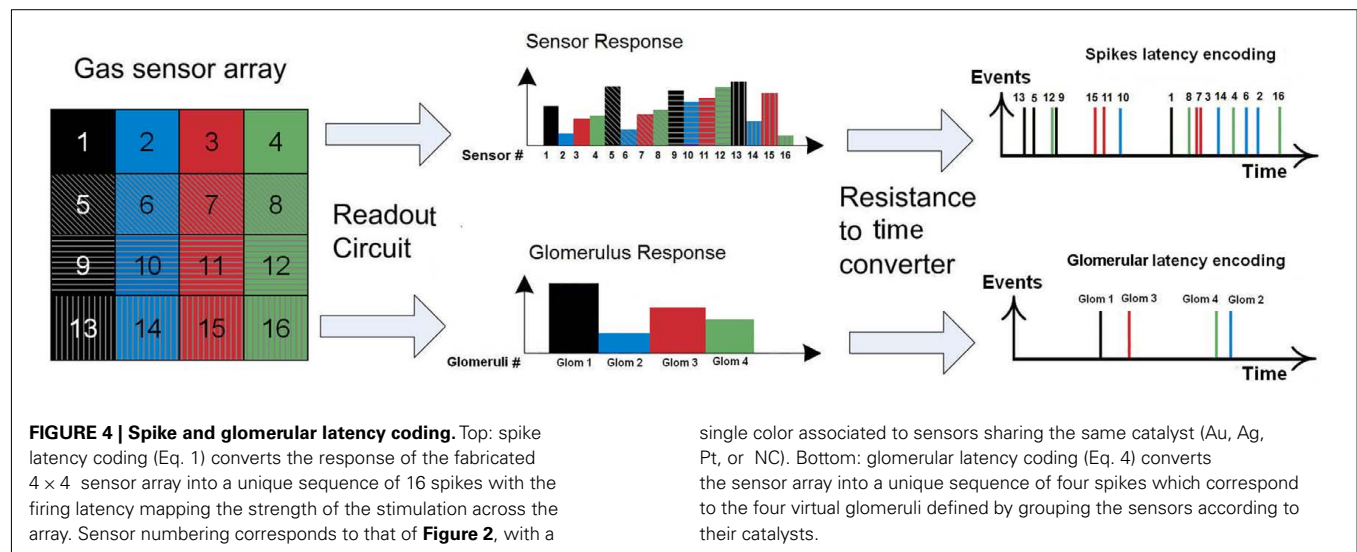 Gas sensor array
1 2 3 4
5 6 7 8
9 10 11 12
13 14 15 16
Readout
Circuit
Sensor Response
Sensor #
1 2 3 4 5 6 7 8 9 10 11 12 13 14 15 16
Glomerulus Response
Glomeruli #
Glom 1 Glom 2 Glom 3 Glom 4
Resistance
to time
converter
Spikes latency encoding
Events
13 5 12 9 15 11 10 1 8 7 3 14 4 6 2 16
Time
Glomerular latency encoding
Events
Glom 1 Glom 3 Glom 4 Glom 2
Time
FIGURE 4 | Spike and glomerular latency coding. Top: spike
latency coding (Eq. 1) converts the response of the fabricated
4 × 4 sensor array into a unique sequence of 16 spikes with the
firing latency mapping the strength of the stimulation across the
array. Sensor numbering corresponds to that of Figure 2, with a
single color associated to sensors sharing the same catalyst (Au, Ag,
Pt, or NC). Bottom: glomerular latency coding (Eq. 4) converts
the sensor array into a unique sequence of four spikes which correspond
to the four virtual glomeruli defined by grouping the sensors according to
their catalysts.